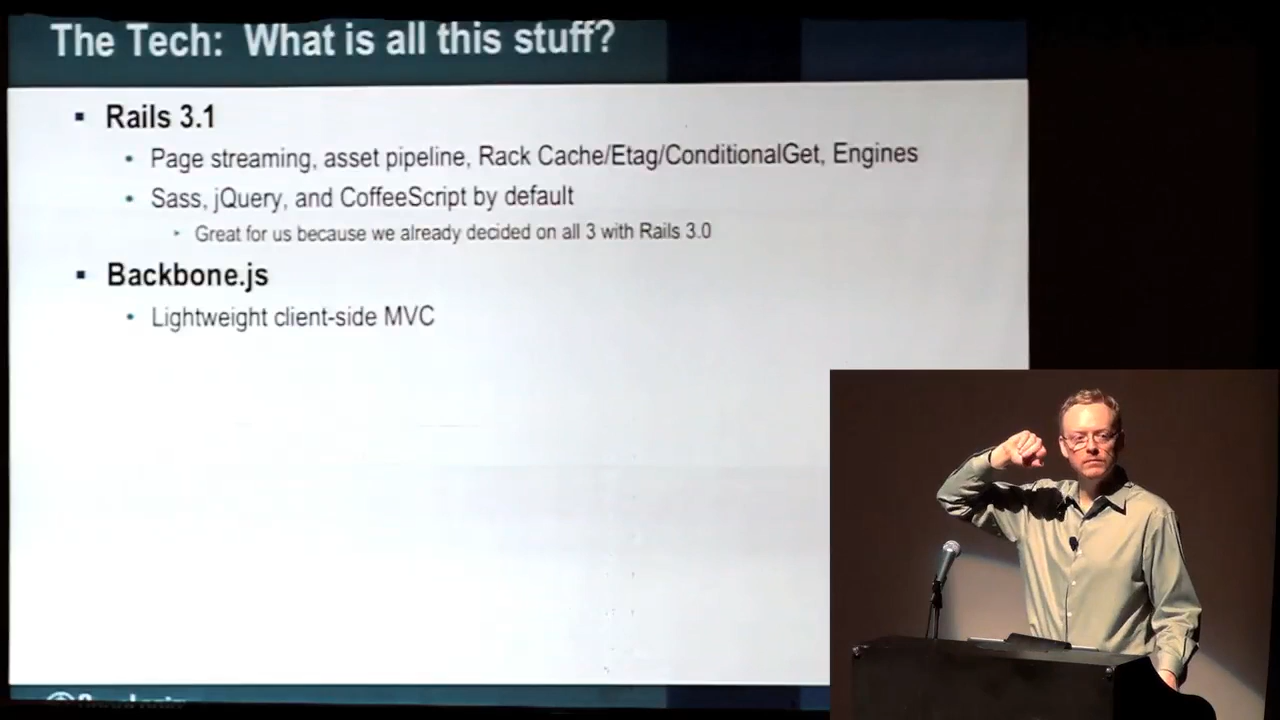 The Tech: What is all this stuff?
Rails 3.1
Page streaming, asset pipeline, Rack Cache/Etag/ConditionalGet, Engines
Sass, jQuery, and CoffeeScript by default
Great for us because we already decided on all 3 with Rails 3.0
Backbone.js
Lightweight client-side MVC